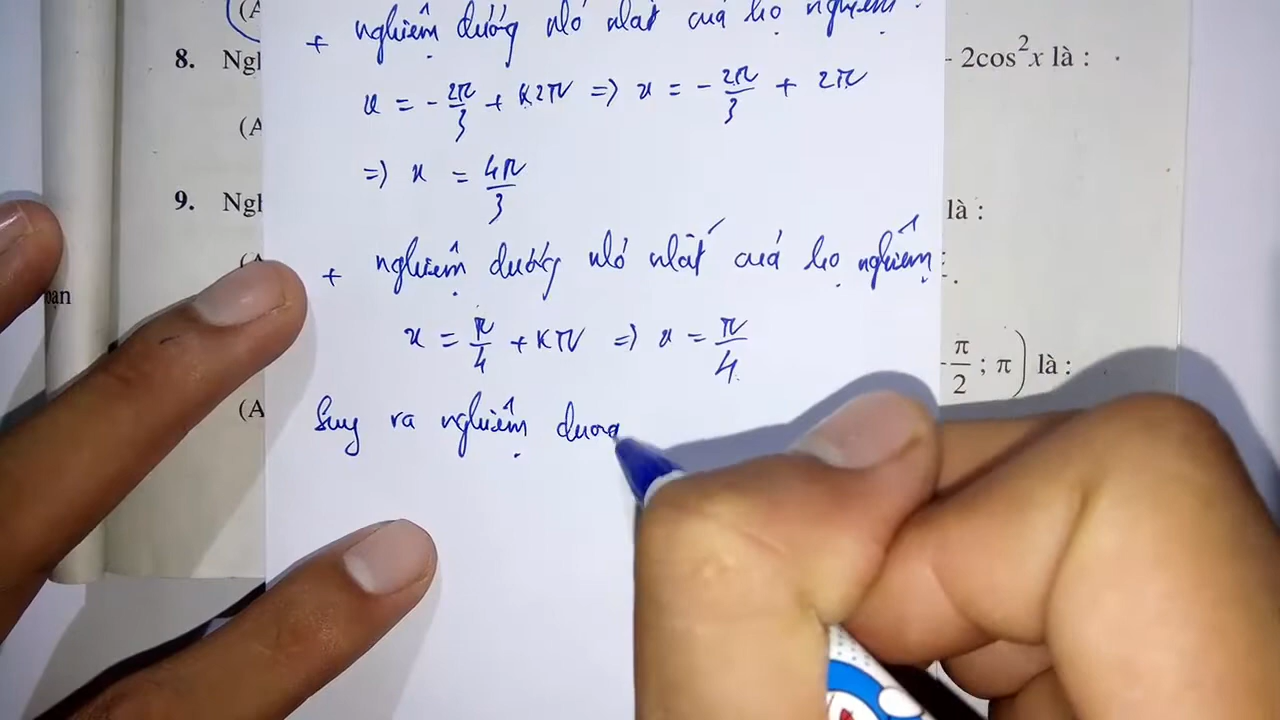 (A
+ nghiệm dương nhỏ nhất của họ nghiệm :
8. Ngh - 2cos²x là :
x = -2π/3 + k2π => x = -2π/3 + 2π
(A
=> x = 4π/3
9. Ngh là :
+ nghiệm dương nhỏ nhất của họ nghiệm :
(A
oạn
x = π/4 + kπ => x = π/4
π/2 ; π) là :
(A
Suy ra nghiệm dương